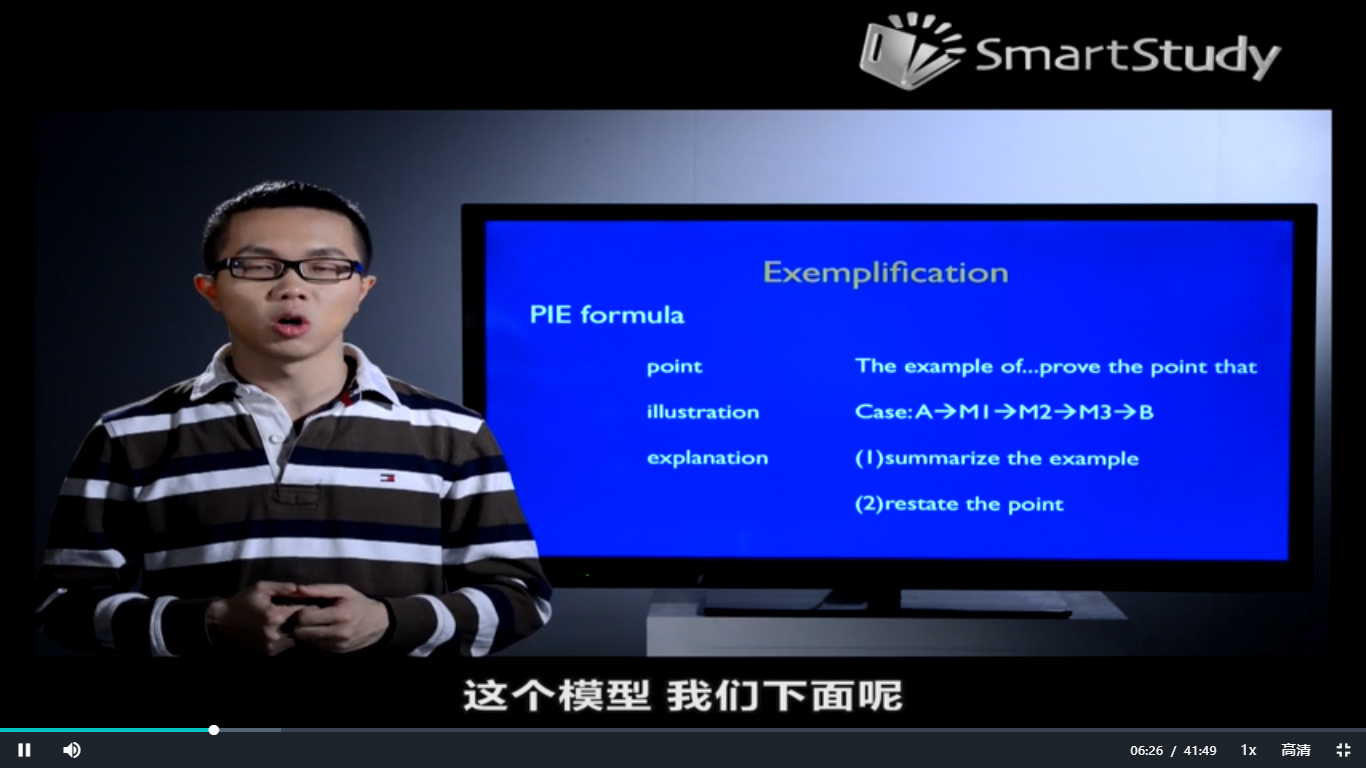 SmartStudy
Exemplification
PIE formula
point The example of...prove the point that
illustration Case: A→M1→M2→M3→B
explanation (1)summarize the example
(2)restate the point
这个模型 我们下面呢
06:26 / 41:49 1x 高清